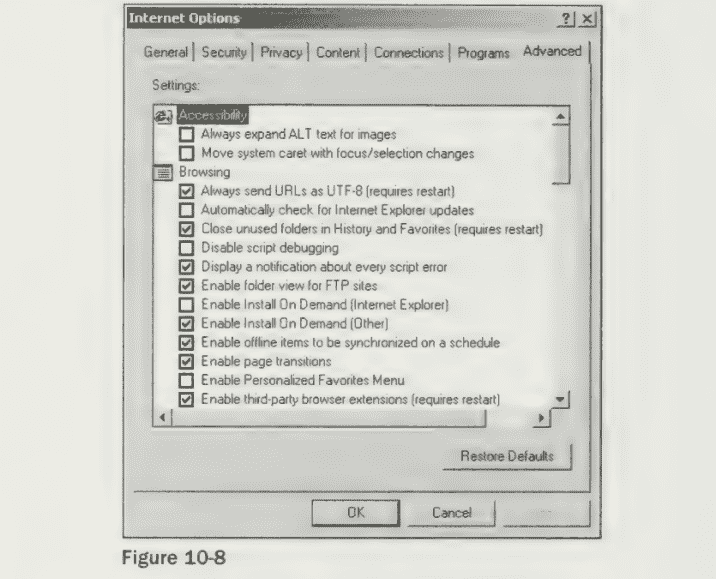 Internet Options
General Security Privacy Content Connections Programs Advanced
Settings:
Accessibility
Always expand ALT text for images
Move system caret with focus/selection changes
Browsing
Always send URLs as UTF-8 (requires restart)
Automatically check for Internet Explorer updates
Close unused folders in History and Favorites (requires restart)
Disable script debugging
Display a notification about every script error
Enable folder view for FTP sites
Enable Install On Demand (Internet Explorer)
Enable Install On Demand (Other)
Enable offline items to be synchronized on a schedule
Enable page transitions
Enable Personalized Favorites Menu
Enable third-party browser extensions (requires restart)
Restore Defaults
OK Cancel
Figure 10-8